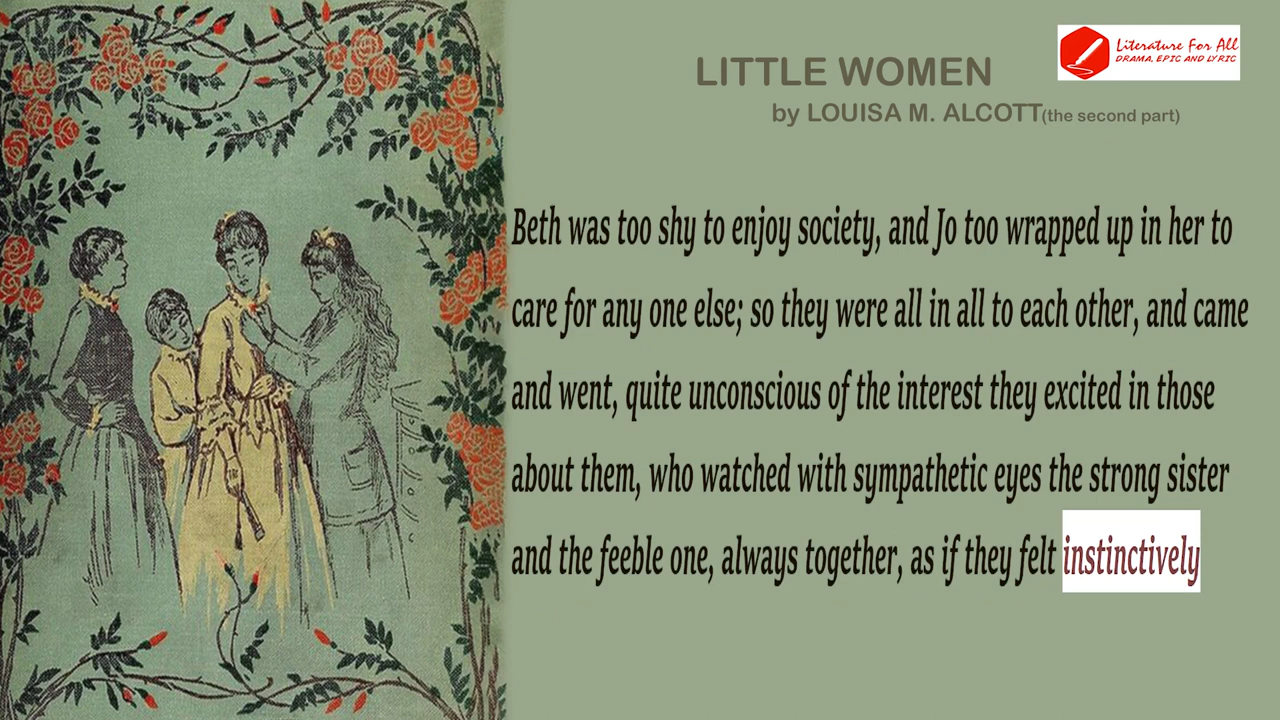 LITTLE WOMEN
by LOUISA M. ALCOTT(the second part)
Literature For All
DRAMA, EPIC AND LYRIC
Beth was too shy to enjoy society, and Jo too wrapped up in her to
care for any one else; so they were all in all to each other, and came
and went, quite unconscious of the interest they excited in those
about them, who watched with sympathetic eyes the strong sister
and the feeble one, always together, as if they felt instinctively